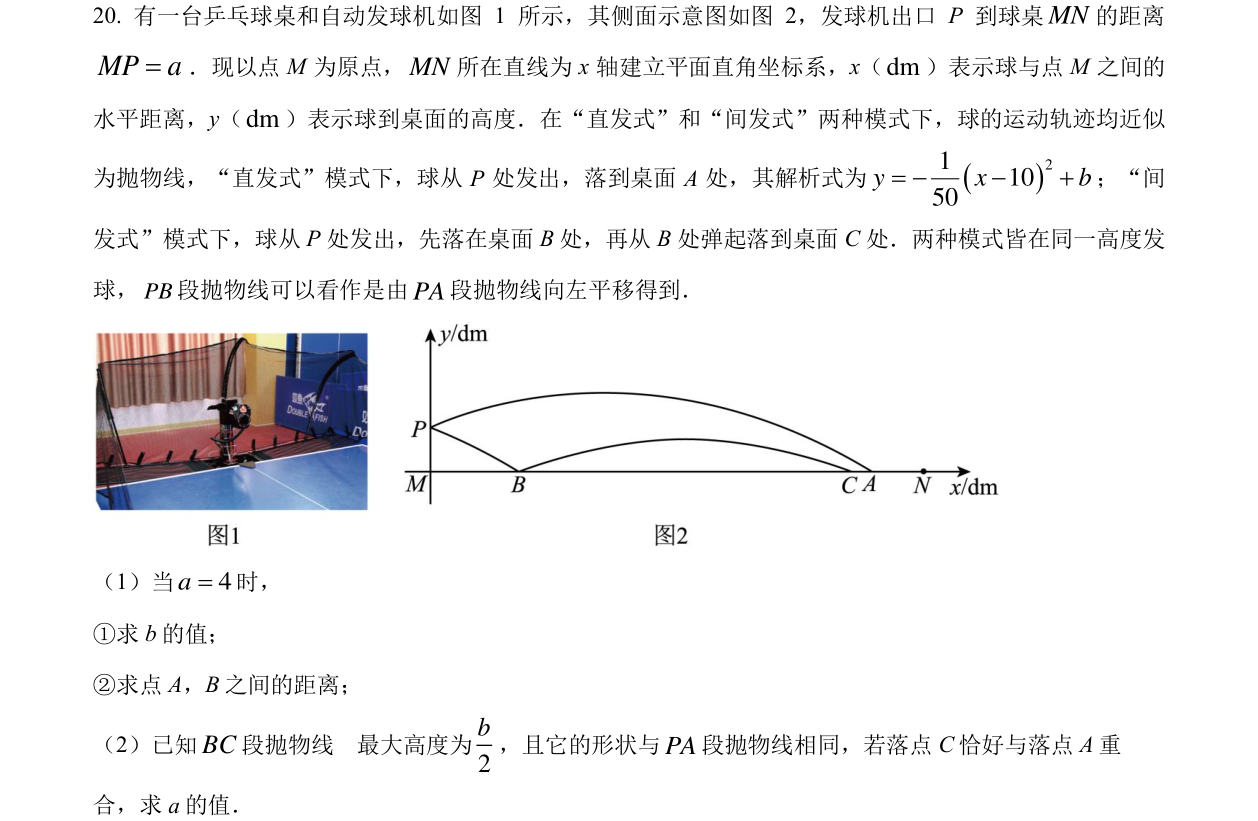 20. 有一台乒乓球桌和自动发球机如图 1 所示，其侧面示意图如图 2，发球机出口 P 到球桌 MN 的距离
MP = a．现以点 M 为原点，MN 所在直线为 x 轴建立平面直角坐标系，x（dm）表示球与点 M 之间的
水平距离，y（dm）表示球到桌面的高度．在“直发式”和“间发式”两种模式下，球的运动轨迹均近似
为抛物线，“直发式”模式下，球从 P 处发出，落到桌面 A 处，其解析式为 y = -\frac{1}{50}(x-10)^2 + b；“间
发式”模式下，球从 P 处发出，先落在桌面 B 处，再从 B 处弹起落到桌面 C 处．两种模式皆在同一高度发
球，PB 段抛物线可以看作是由 PA 段抛物线向左平移得到．
DOUBLE FISH
y/dm
P
M B C A N x/dm
图1 图2
（1）当 a = 4 时，
①求 b 的值；
②求点 A，B 之间的距离；
（2）已知 BC 段抛物线 最大高度为 \frac{b}{2}，且它的形状与 PA 段抛物线相同，若落点 C 恰好与落点 A 重
合，求 a 的值．